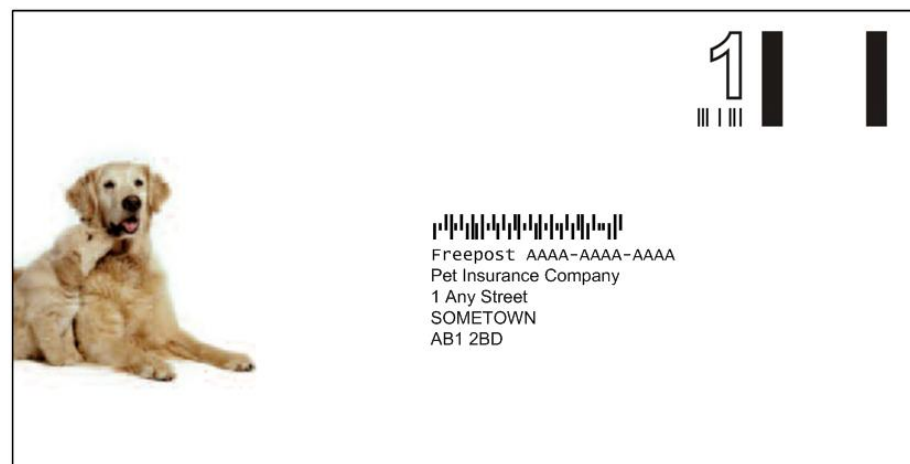 1
Freepost AAAA-AAAA-AAAA
Pet Insurance Company
1 Any Street
SOMETOWN
AB1 2BD